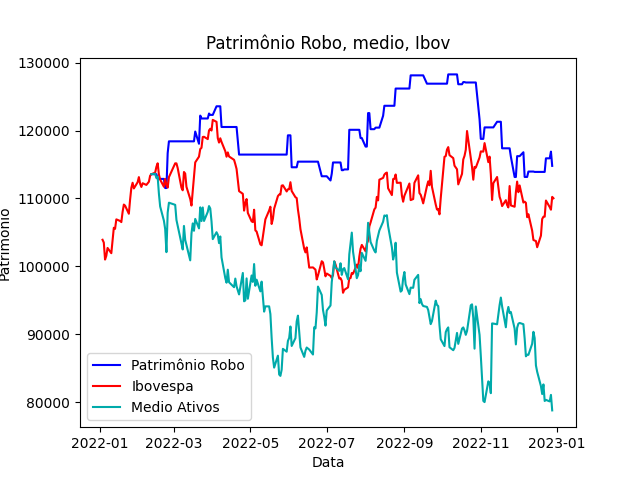 Patrimônio Robo, medio, Ibov
130000
120000
110000
100000
90000
80000
Patrimonio
Patrimônio Robo
Ibovespa
Medio Ativos
2022-01 2022-03 2022-05 2022-07 2022-09 2022-11 2023-01
Data